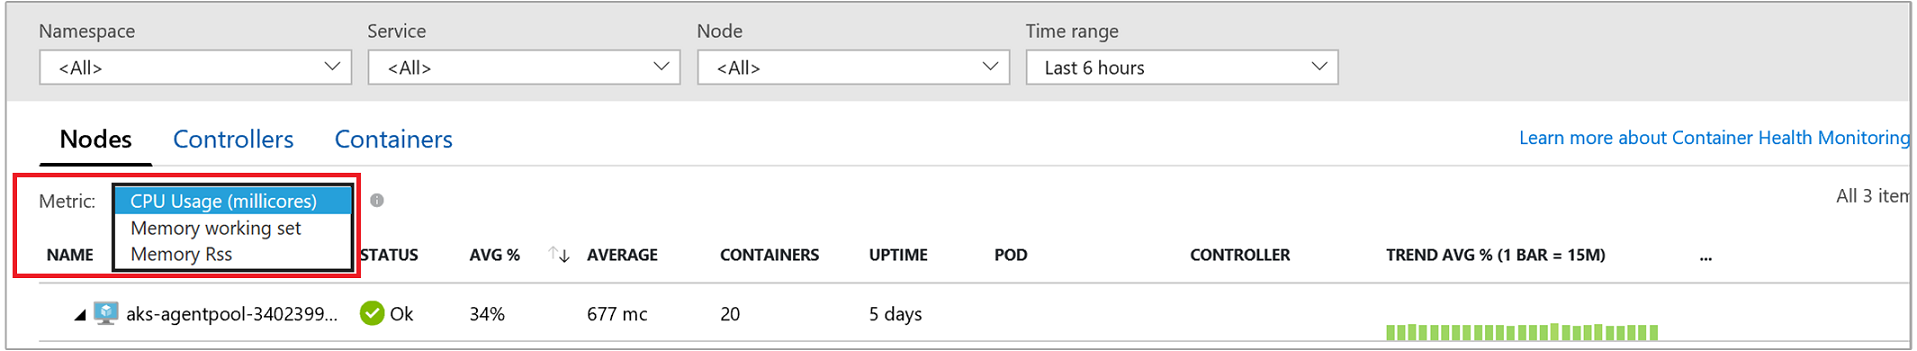 Namespace Service Node Time range
<All> <All> <All> Last 6 hours
Nodes Controllers Containers Learn more about Container Health Monitoring
Metric: CPU Usage (millicores) All 3 item
Memory working set
Memory Rss
NAME STATUS AVG % AVERAGE CONTAINERS UPTIME POD CONTROLLER TREND AVG % (1 BAR = 15M) ...
aks-agentpool-3402399... Ok 34% 677 mc 20 5 days